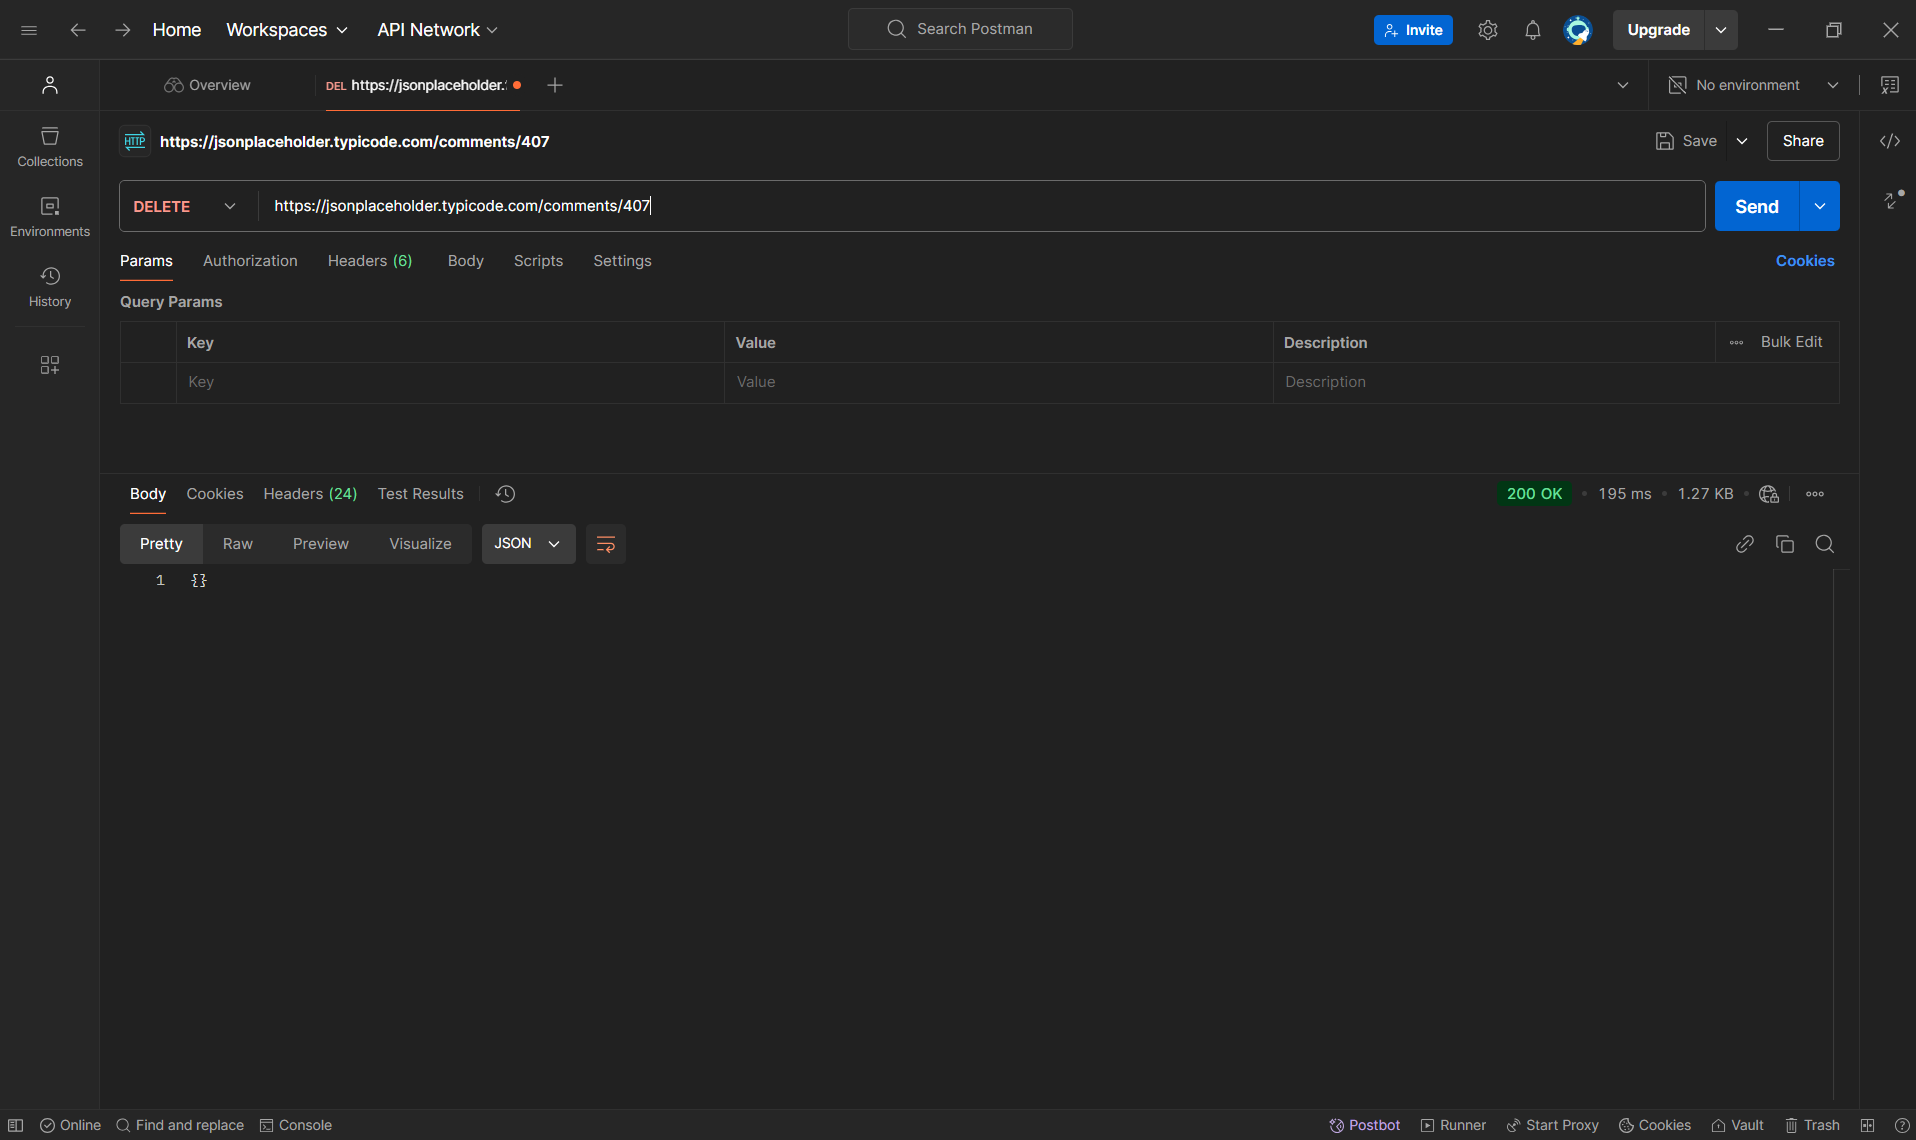 Home Workspaces API Network Search Postman Invite Upgrade
Overview DEL https://jsonplaceholder. No environment
HTTP https://jsonplaceholder.typicode.com/comments/407 Save Share
Collections
DELETE https://jsonplaceholder.typicode.com/comments/407 Send
Environments
Params Authorization Headers (6) Body Scripts Settings Cookies
History
Query Params
Key Value Description Bulk Edit
Key Value Description
Body Cookies Headers (24) Test Results 200 OK 195 ms 1.27 KB
Pretty Raw Preview Visualize JSON
1 {}
Online Find and replace Console Postbot Runner Start Proxy Cookies Vault Trash